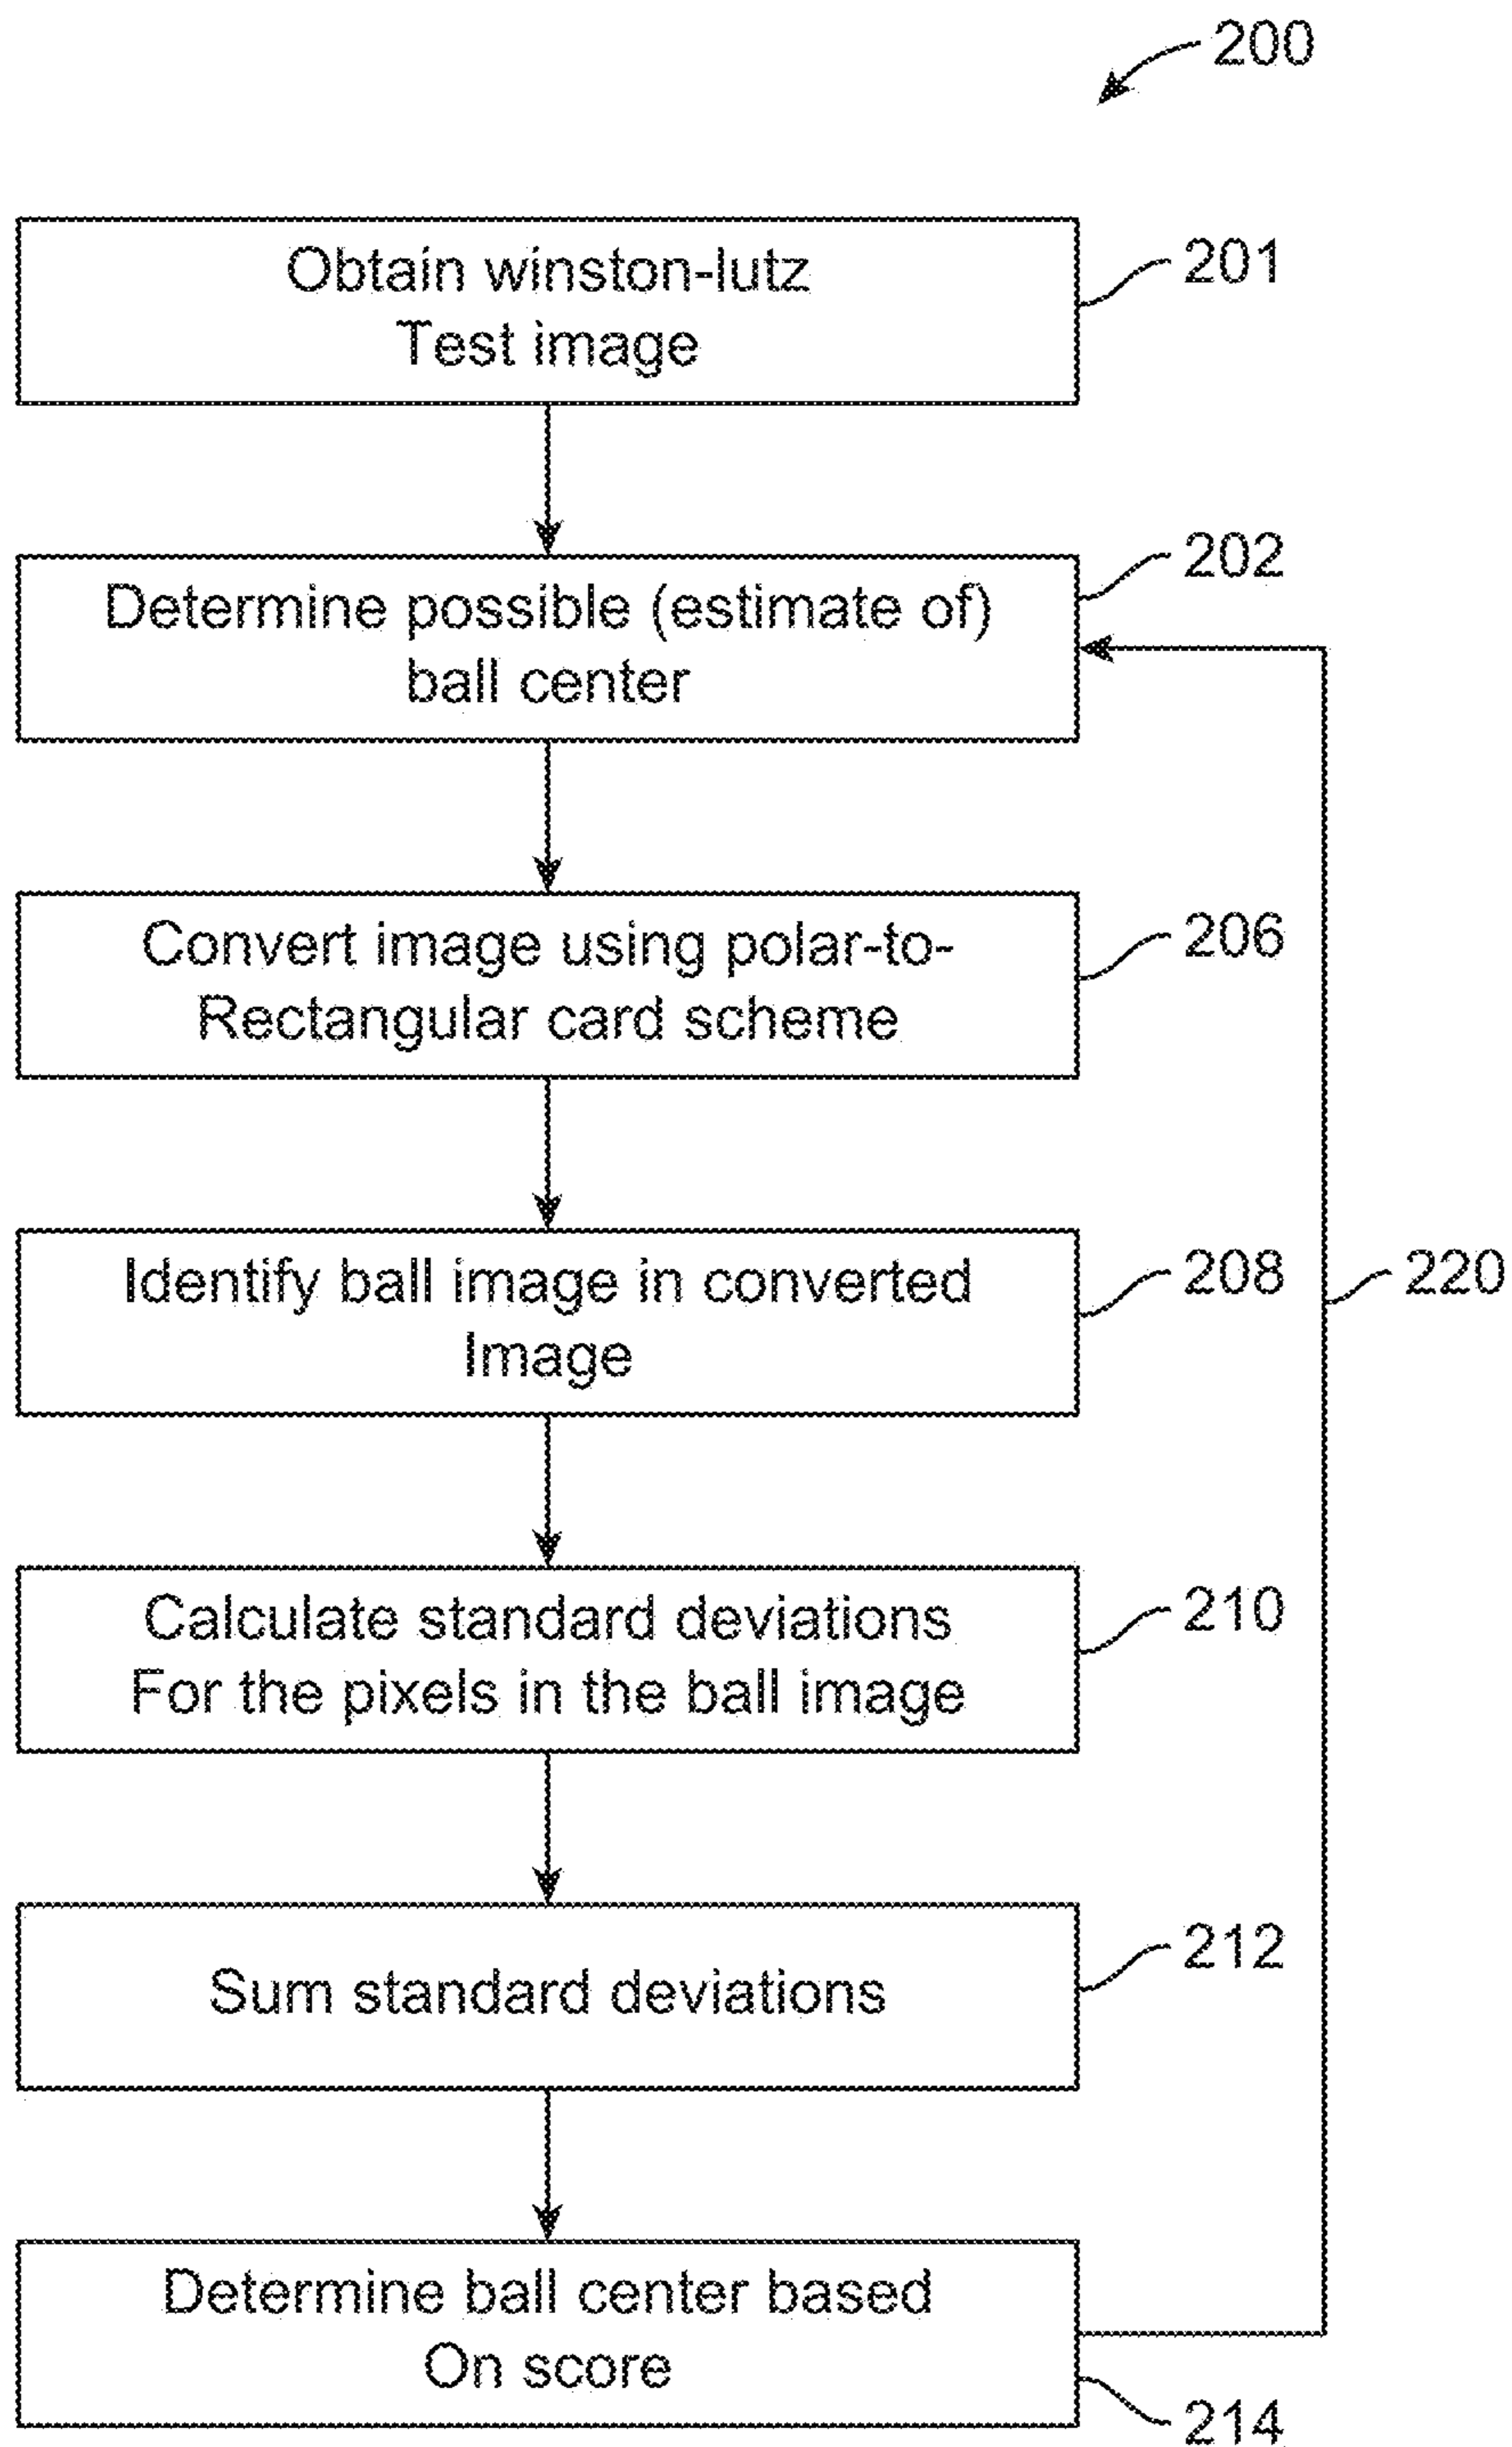 200
Obtain winston-lutz
Test image
201
Determine possible (estimate of)
ball center
202
Convert image using polar-to-
Rectangular card scheme
206
Identify ball image in converted
Image
208
220
Calculate standard deviations
For the pixels in the ball image
210
Sum standard deviations
212
Determine ball center based
On score
214